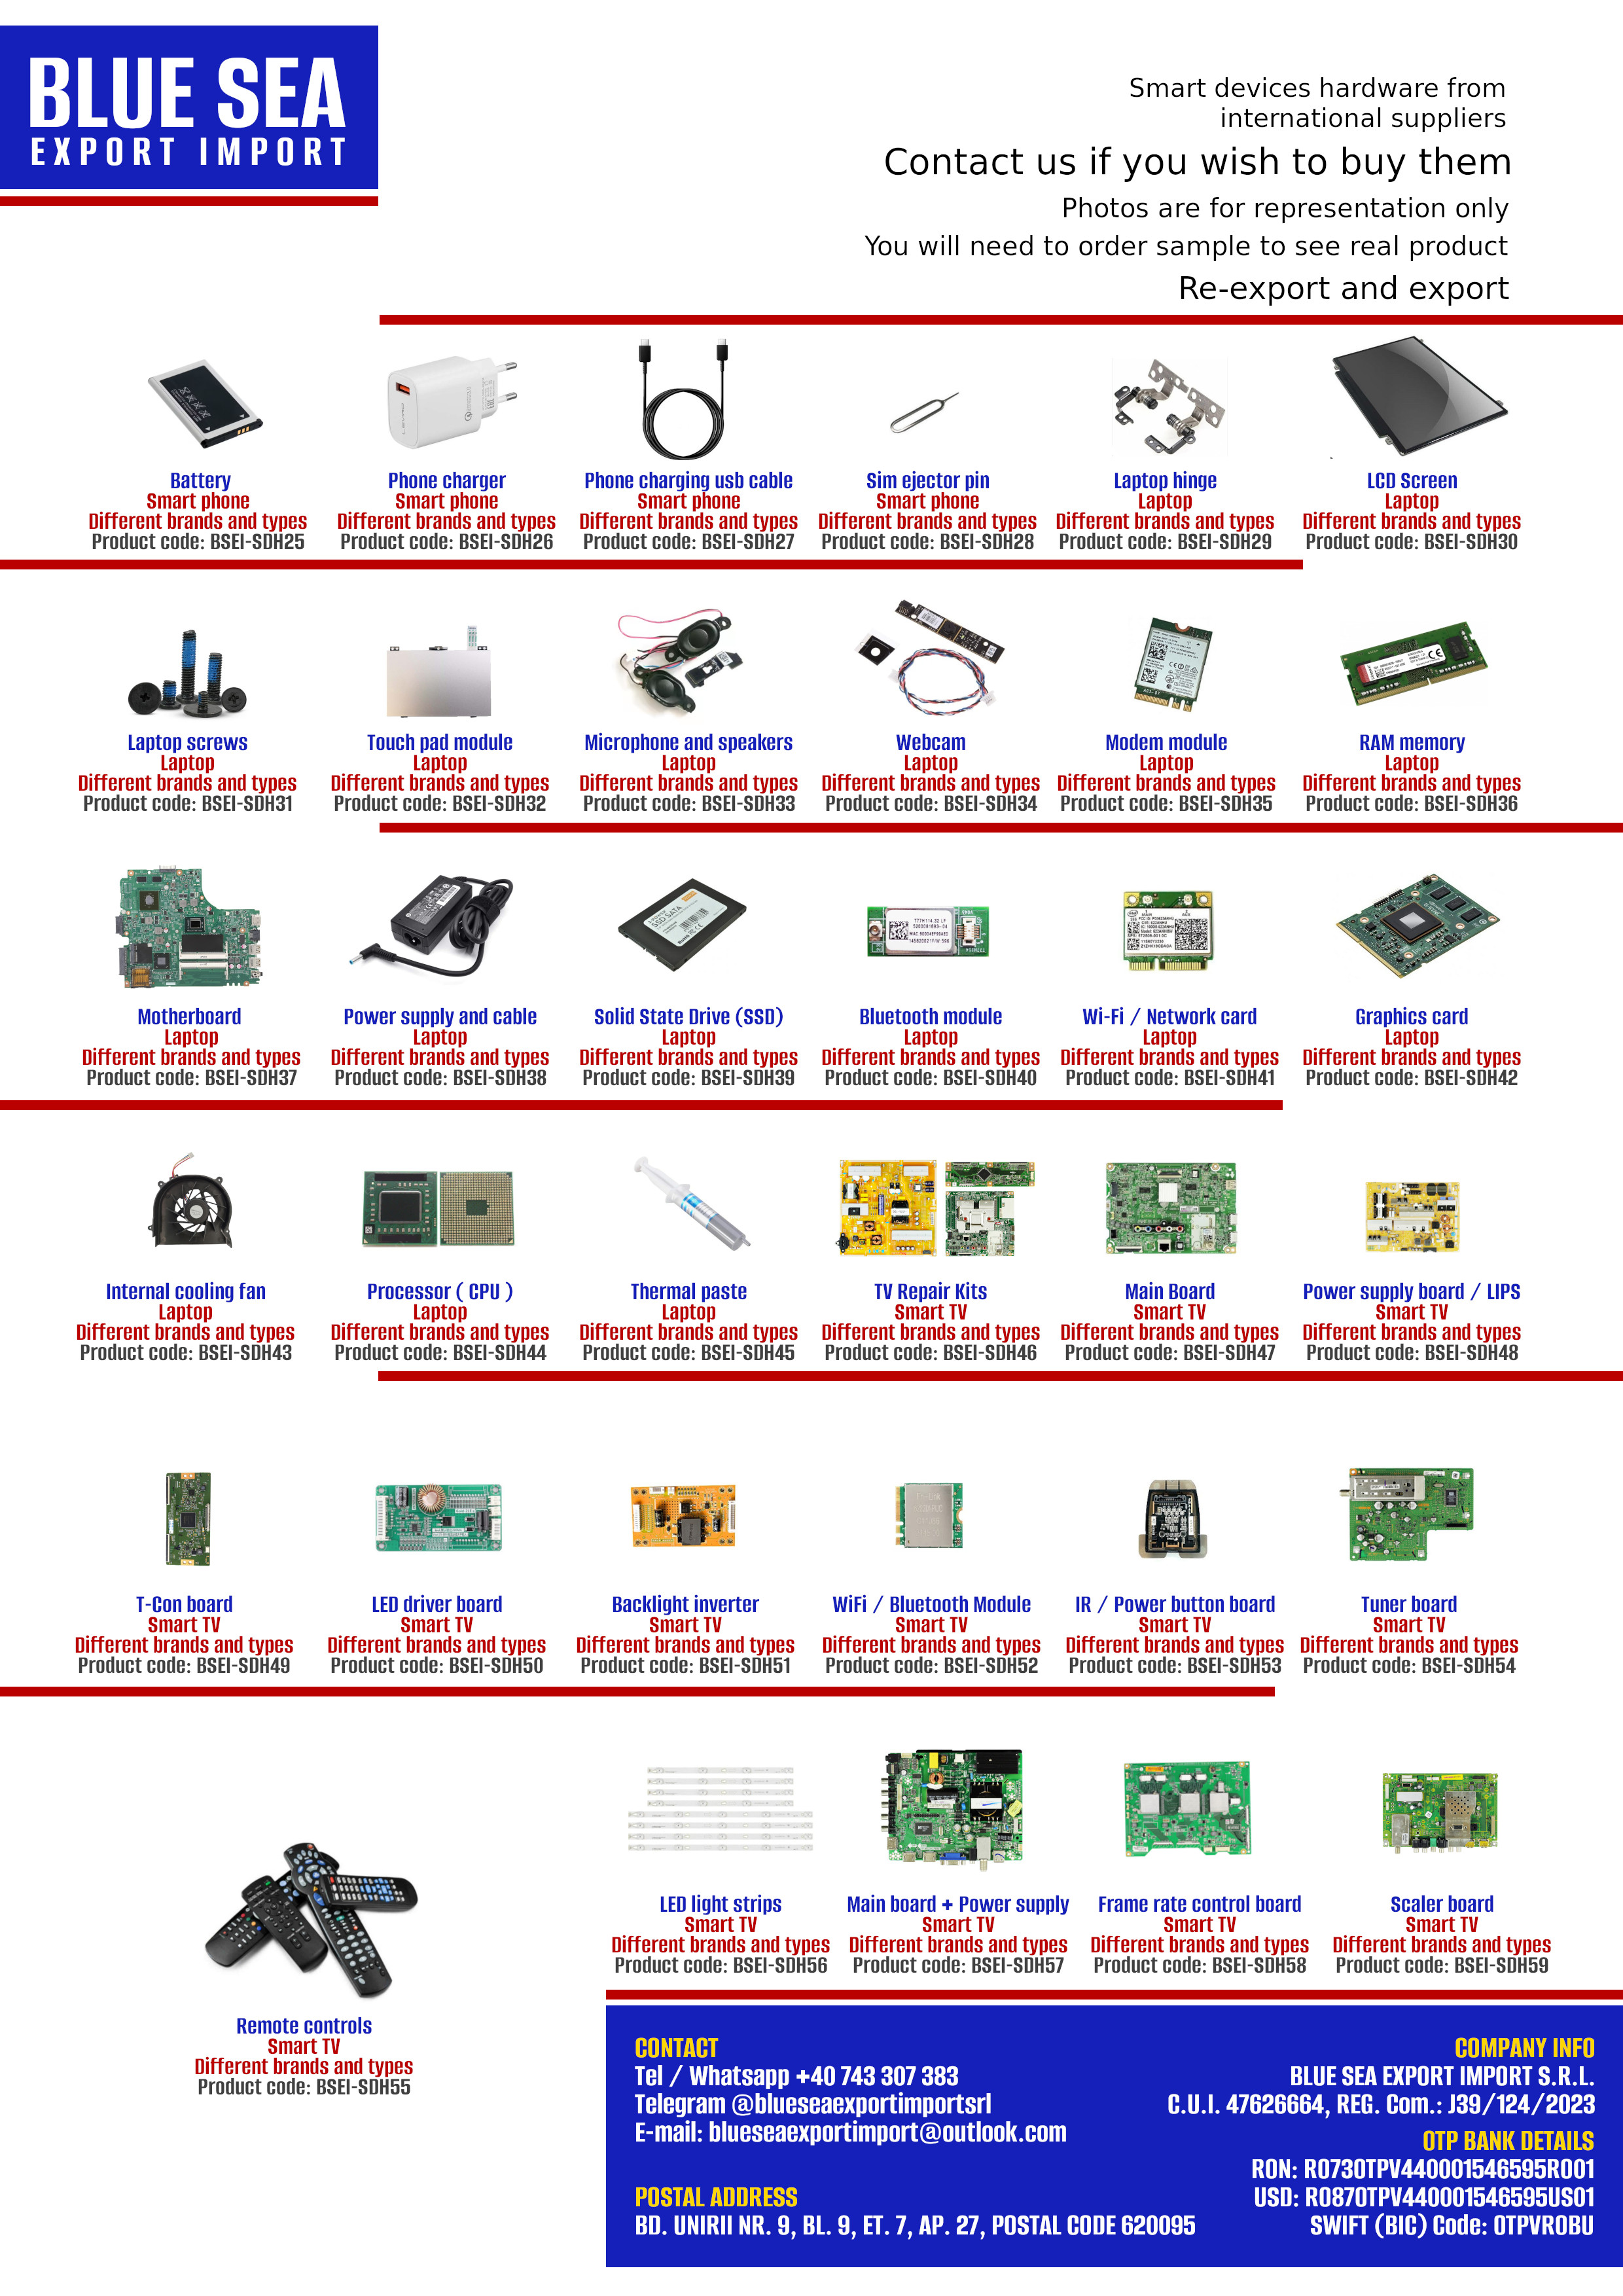 BLUE SEA
EXPORT IMPORT
Smart devices hardware from
international suppliers
Contact us if you wish to buy them
Photos are for representation only
You will need to order sample to see real product
Re-export and export
Battery
Smart phone
Different brands and types
Product code: BSEI-SDH25
Phone charger
Smart phone
Different brands and types
Product code: BSEI-SDH26
Phone charging usb cable
Smart phone
Different brands and types
Product code: BSEI-SDH27
Sim ejector pin
Smart phone
Different brands and types
Product code: BSEI-SDH28
Laptop hinge
Laptop
Different brands and types
Product code: BSEI-SDH29
LCD Screen
Laptop
Different brands and types
Product code: BSEI-SDH30
Laptop screws
Laptop
Different brands and types
Product code: BSEI-SDH31
Touch pad module
Laptop
Different brands and types
Product code: BSEI-SDH32
Microphone and speakers
Laptop
Different brands and types
Product code: BSEI-SDH33
Webcam
Laptop
Different brands and types
Product code: BSEI-SDH34
Modem module
Laptop
Different brands and types
Product code: BSEI-SDH35
RAM memory
Laptop
Different brands and types
Product code: BSEI-SDH36
Motherboard
Laptop
Different brands and types
Product code: BSEI-SDH37
Power supply and cable
Laptop
Different brands and types
Product code: BSEI-SDH38
SSD SATA
Solid State Drive (SSD)
Laptop
Different brands and types
Product code: BSEI-SDH39
Bluetooth module
Laptop
Different brands and types
Product code: BSEI-SDH40
Wi-Fi / Network card
Laptop
Different brands and types
Product code: BSEI-SDH41
Graphics card
Laptop
Different brands and types
Product code: BSEI-SDH42
Internal cooling fan
Laptop
Different brands and types
Product code: BSEI-SDH43
Processor ( CPU )
Laptop
Different brands and types
Product code: BSEI-SDH44
Thermal paste
Laptop
Different brands and types
Product code: BSEI-SDH45
TV Repair Kits
Smart TV
Different brands and types
Product code: BSEI-SDH46
Main Board
Smart TV
Different brands and types
Product code: BSEI-SDH47
Power supply board / LIPS
Smart TV
Different brands and types
Product code: BSEI-SDH48
T-Con board
Smart TV
Different brands and types
Product code: BSEI-SDH49
LED driver board
Smart TV
Different brands and types
Product code: BSEI-SDH50
Backlight inverter
Smart TV
Different brands and types
Product code: BSEI-SDH51
WiFi / Bluetooth Module
Smart TV
Different brands and types
Product code: BSEI-SDH52
IR / Power button board
Smart TV
Different brands and types
Product code: BSEI-SDH53
Tuner board
Smart TV
Different brands and types
Product code: BSEI-SDH54
Remote controls
Smart TV
Different brands and types
Product code: BSEI-SDH55
LED light strips
Smart TV
Different brands and types
Product code: BSEI-SDH56
Main board + Power supply
Smart TV
Different brands and types
Product code: BSEI-SDH57
Frame rate control board
Smart TV
Different brands and types
Product code: BSEI-SDH58
Scaler board
Smart TV
Different brands and types
Product code: BSEI-SDH59
CONTACT
Tel / Whatsapp +40 743 307 383
Telegram @blueseaexportimportsrl
E-mail: blueseaexportimport@outlook.com
POSTAL ADDRESS
BD. UNIRII NR. 9, BL. 9, ET. 7, AP. 27, POSTAL CODE 620095
COMPANY INFO
BLUE SEA EXPORT IMPORT S.R.L.
C.U.I. 47626664, REG. Com.: J39/124/2023
OTP BANK DETAILS
RON: RO73OTPV440001546595RO01
USD: RO87OTPV440001546595US01
SWIFT (BIC) Code: OTPVROBU